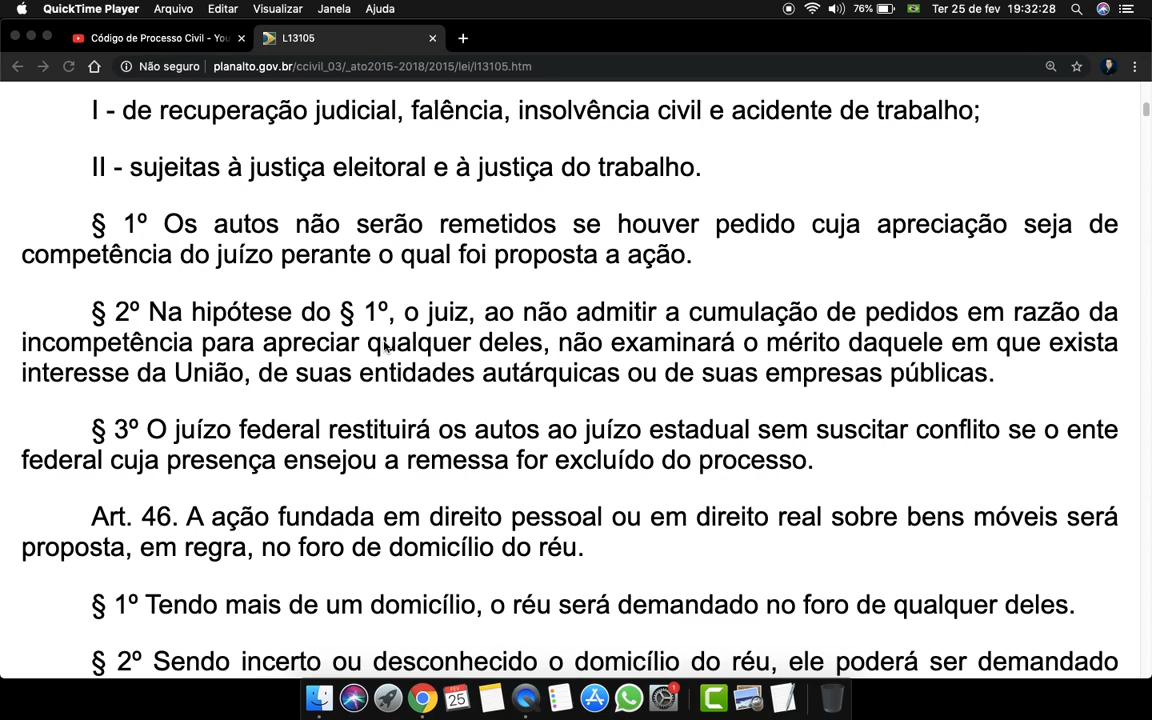 QuickTime Player Arquivo Editar Visualizar Janela Ajuda 76% Ter 25 de fev 19:32:28
Código de Processo Civil - You L13105
Não seguro planalto.gov.br/ccivil_03/_ato2015-2018/2015/lei/l13105.htm
I - de recuperação judicial, falência, insolvência civil e acidente de trabalho;
II - sujeitas à justiça eleitoral e à justiça do trabalho.
§ 1º Os autos não serão remetidos se houver pedido cuja apreciação seja de
competência do juízo perante o qual foi proposta a ação.
§ 2º Na hipótese do § 1º, o juiz, ao não admitir a cumulação de pedidos em razão da
incompetência para apreciar qualquer deles, não examinará o mérito daquele em que exista
interesse da União, de suas entidades autárquicas ou de suas empresas públicas.
§ 3º O juízo federal restituirá os autos ao juízo estadual sem suscitar conflito se o ente
federal cuja presença ensejou a remessa for excluído do processo.
Art. 46. A ação fundada em direito pessoal ou em direito real sobre bens móveis será
proposta, em regra, no foro de domicílio do réu.
§ 1º Tendo mais de um domicílio, o réu será demandado no foro de qualquer deles.
§ 2º Sendo incerto ou desconhecido o domicílio do réu, ele poderá ser demandado
FEV
25
1